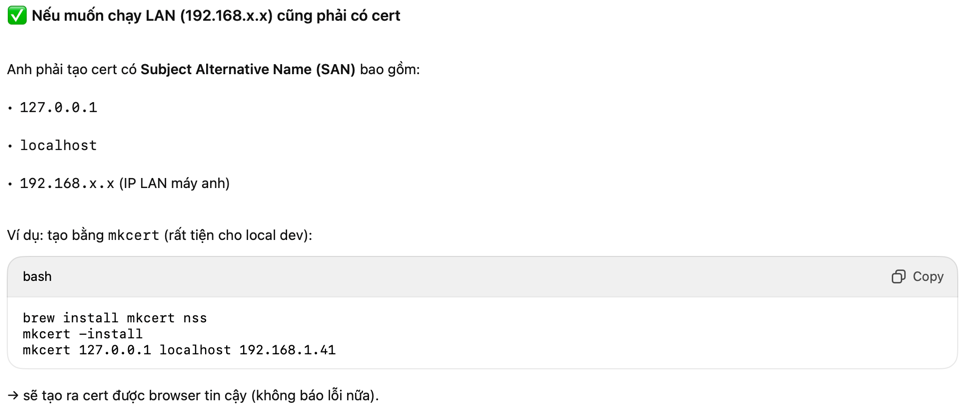 ✅ Nếu muốn chạy LAN (192.168.x.x) cũng phải có cert
Anh phải tạo cert có Subject Alternative Name (SAN) bao gồm:
• 127.0.0.1
• localhost
• 192.168.x.x (IP LAN máy anh)
Ví dụ: tạo bằng mkcert (rất tiện cho local dev):
bash
Copy
brew install mkcert nss
mkcert -install
mkcert 127.0.0.1 localhost 192.168.1.41
→ sẽ tạo ra cert được browser tin cậy (không báo lỗi nữa).